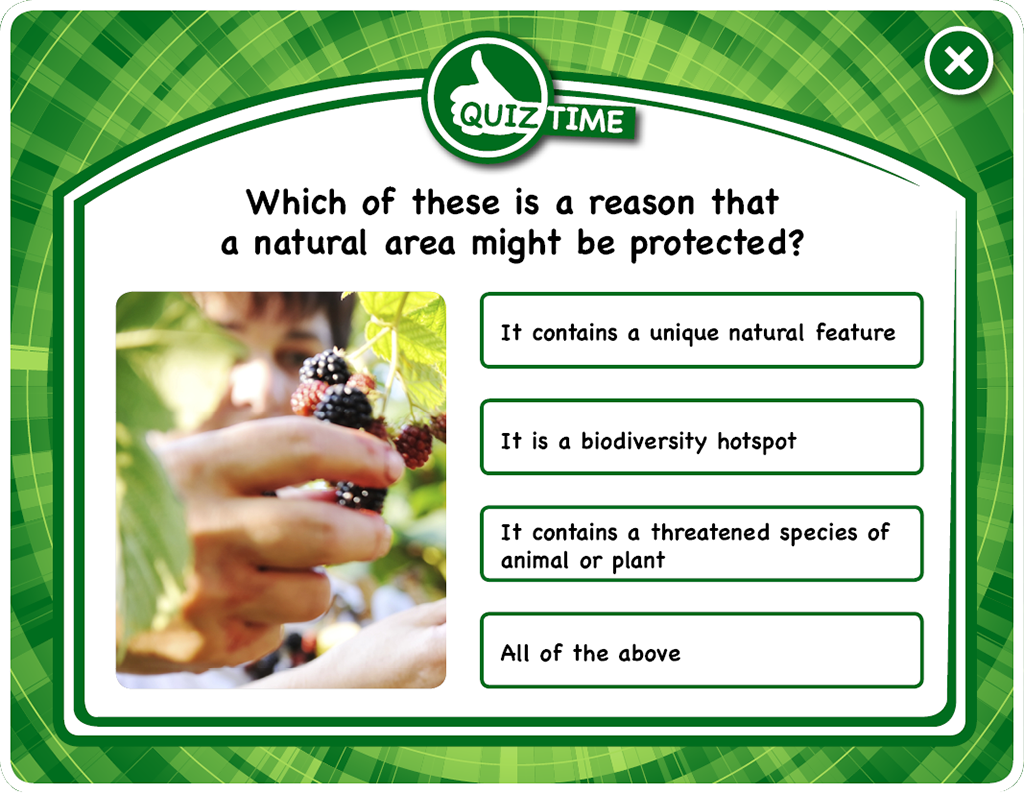 QUIZ TIME
Which of these is a reason that
a natural area might be protected?
It contains a unique natural feature
It is a biodiversity hotspot
It contains a threatened species of
animal or plant
All of the above